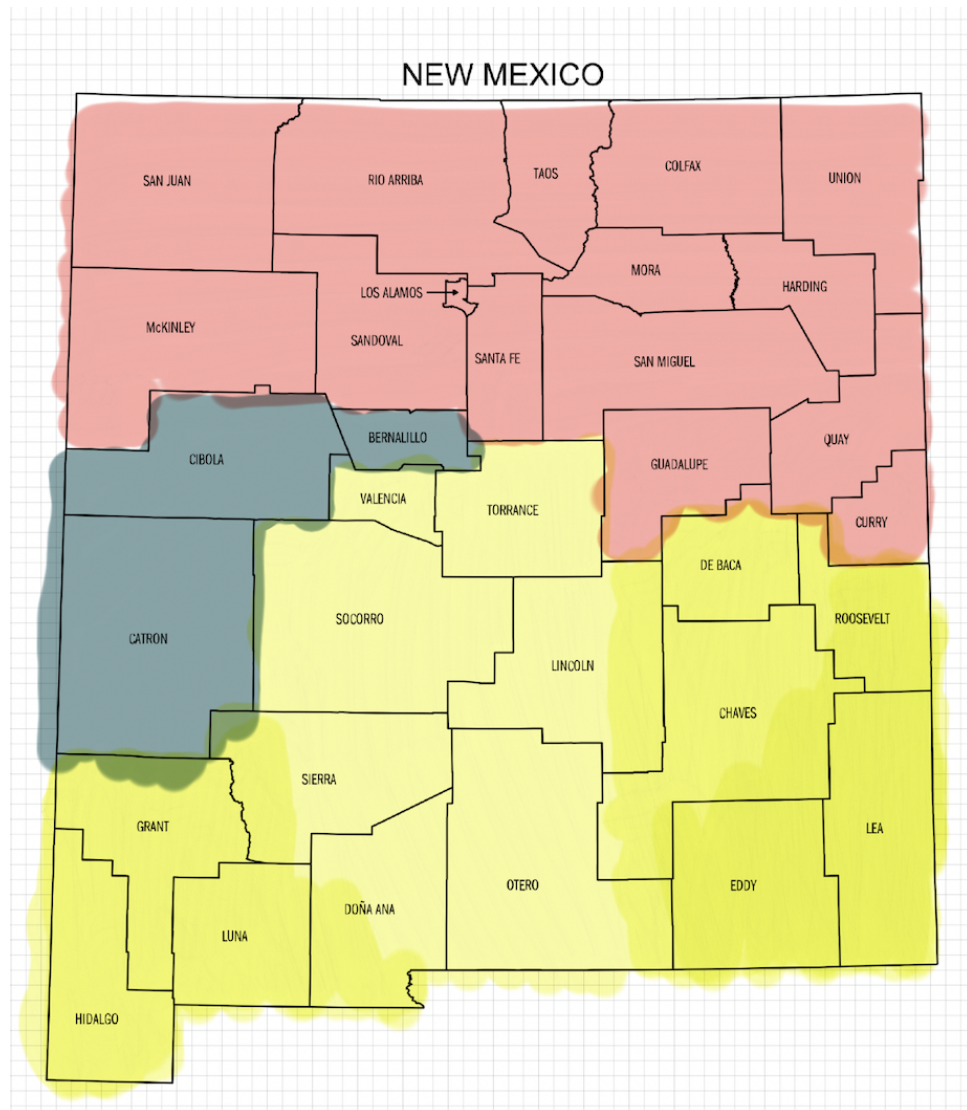 NEW MEXICO
SAN JUAN
RIO ARRIBA
TAOS
COLFAX
UNION
MORA
HARDING
LOS ALAMOS
McKINLEY
SANDOVAL
SANTA FE
SAN MIGUEL
BERNALILLO
QUAY
CIBOLA
GUADALUPE
VALENCIA
TORRANCE
CURRY
DE BACA
SOCORRO
ROOSEVELT
CATRON
LINCOLN
CHAVES
SIERRA
GRANT
LEA
OTERO
EDDY
DOÑA ANA
LUNA
HIDALGO